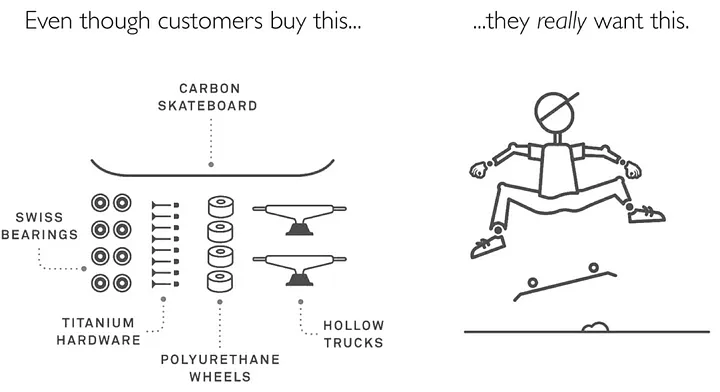 Even though customers buy this...
...they really want this.
CARBON
SKATEBOARD
SWISS
BEARINGS
TITANIUM
HARDWARE
POLYURETHANE
WHEELS
HOLLOW
TRUCKS